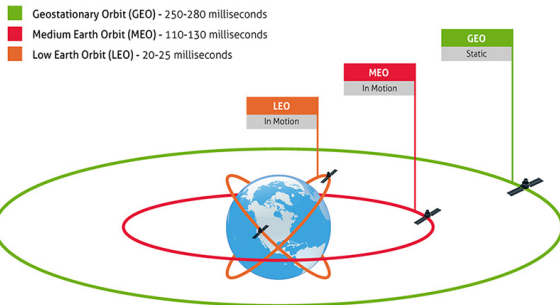 Geostationary Orbit (GEO) - 250-280 milliseconds
Medium Earth Orbit (MEO) - 110-130 milliseconds
Low Earth Orbit (LEO) - 20-25 milliseconds
GEO
Static
MEO
In Motion
LEO
In Motion